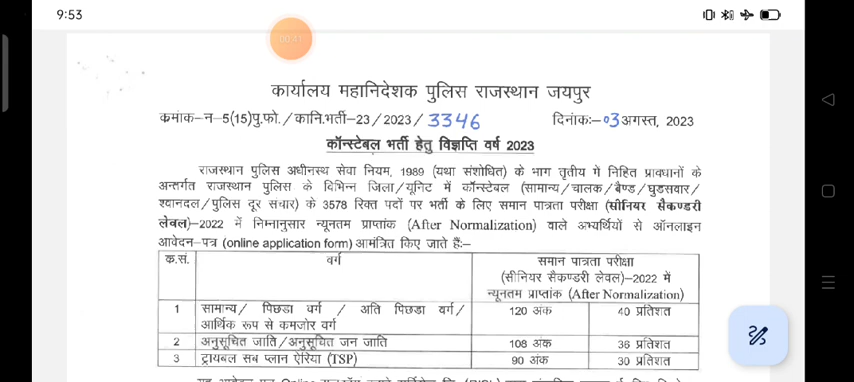 9:53
00:41
कार्यालय महानिदेशक पुलिस राजस्थान जयपुर
कमांक–न–5(15)पु.फो./कानि.भर्ती–23/2023/3346 दिनांकः–03अगस्त, 2023
कॉन्स्टेबल भर्ती हेतु विज्ञप्ति वर्ष 2023
राजस्थान पुलिस अधीनस्थ सेवा नियम, 1989 (यथा संशोधित) के भाग तृतीय में निहित प्रावधानों के
अन्तर्गत राजस्थान पुलिस के विभिन्न जिला/यूनिट में कॉन्स्टेबल (सामान्य/चालक/बैण्ड/घुडसवार/
श्वानदल/पुलिस दूर संचार) के 3578 रिक्त पदों पर भर्ती के लिए समान पात्रता परीक्षा (सीनियर सैकण्डरी
लेवल)–2022 में निम्नानुसार न्यूनतम प्राप्तांक (After Normalization) वाले अभ्यर्थियों से ऑनलाइन
आवेदन–पत्र (online application form) आमंत्रित किए जाते हैः–
क.सं. वर्ग समान पात्रता परीक्षा
(सीनियर सैकण्डरी लेवल)–2022 में
न्यूनतम प्राप्तांक (After Normalization)
1 सामान्य/ पिछडा वर्ग / अति पिछडा वर्ग/ 120 अंक 40 प्रतिशत
आर्थिक रूप से कमजोर वर्ग
2 अनुसूचित जाति/अनुसूचित जन जाति 108 अंक 36 प्रतिशत
3 ट्रायबल सब प्लान ऐरिया (TSP) 90 अंक 30 प्रतिशत